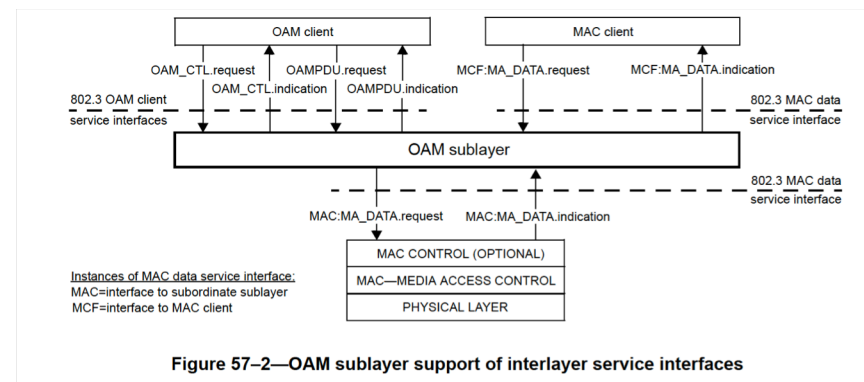 OAM client
MAC client
OAM_CTL.request
OAMPDU.request
MCF:MA_DATA.request
MCF:MA_DATA.indication
OAM_CTL.indication
OAMPDU.indication
802.3 OAM client
service interfaces
802.3 MAC data
service interface
OAM sublayer
802.3 MAC data
service interface
MAC:MA_DATA.request
MAC:MA_DATA.indication
MAC CONTROL (OPTIONAL)
MAC—MEDIA ACCESS CONTROL
PHYSICAL LAYER
Instances of MAC data service interface:
MAC=interface to subordinate sublayer
MCF=interface to MAC client
Figure 57–2—OAM sublayer support of interlayer service interfaces